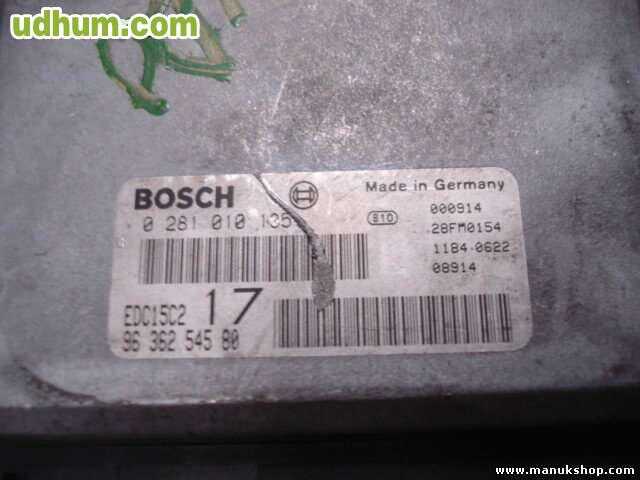 udhum.com
BOSCH
Made in Germany
0 281 010 135
810
000914
28FM0154
1184 0622
08914
EDC15C2
17
96 362 545 80
www.manukshop.com